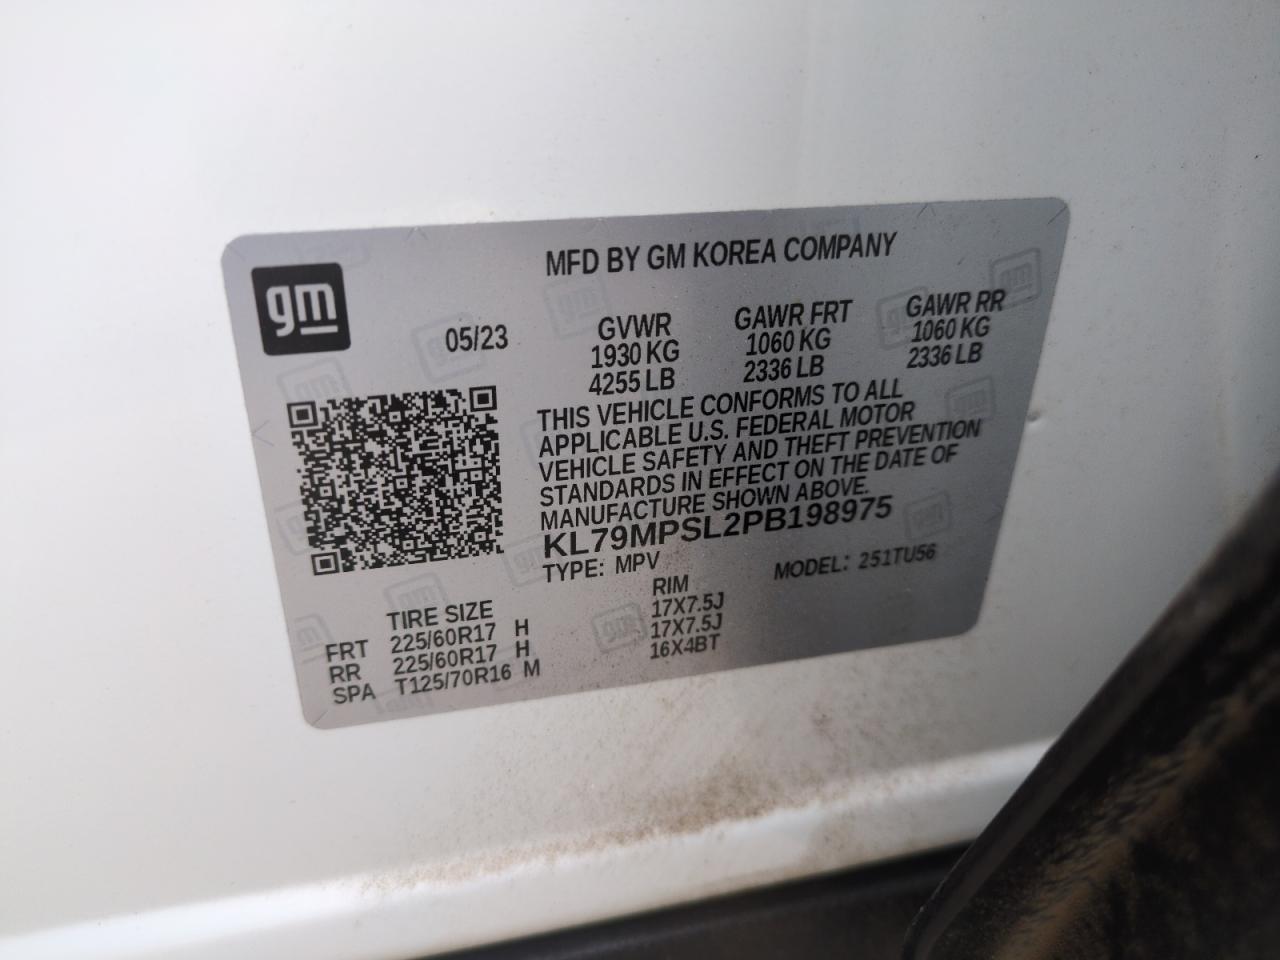 gm
MFD BY GM KOREA COMPANY
05/23
GVWR GAWR FRT GAWR RR
1930 KG 1060 KG 1060 KG
4255 LB 2336 LB 2336 LB
THIS VEHICLE CONFORMS TO ALL
APPLICABLE U.S. FEDERAL MOTOR
VEHICLE SAFETY AND THEFT PREVENTION
STANDARDS IN EFFECT ON THE DATE OF
MANUFACTURE SHOWN ABOVE.
KL79MPSL2PB198975
TYPE: MPV MODEL: 251TU56
TIRE SIZE RIM
FRT 225/60R17 H 17X7.5J
RR 225/60R17 H 17X7.5J
SPA T125/70R16 M 16X4BT